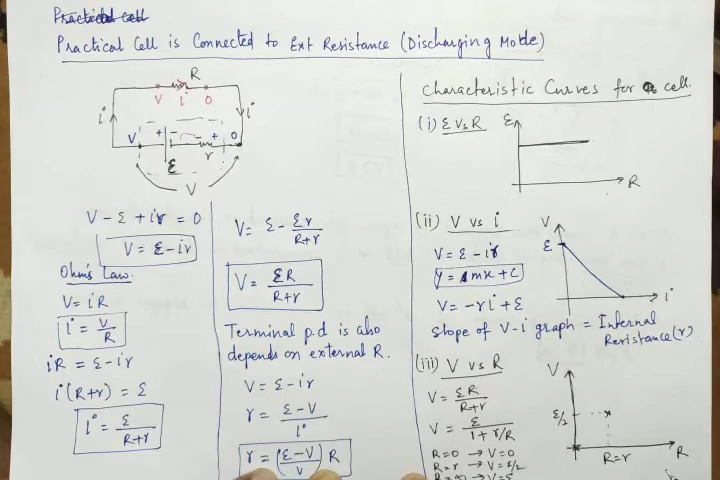 Practical cell
Practical Cell is Connected to Ext Resistance (Discharging Mode)
R
V i o
i
i
V + - - + o
ε r
V
V - ε + ir = 0
V = ε - ir
Ohm's Law.
V = iR
i = V/R
iR = ε - ir
i(R+r) = ε
i = ε/R+r
V = ε - εr/R+r
V = εR/R+r
Terminal p.d is also
depends on external R.
V = ε - ir
r = ε-V/i
r = (ε-V/V) R
Characteristic Curves for a cell.
(i) ε Vs R
ε
R
(ii) V vs i
V
ε
i
V = ε - ir
y = mx + c
V = -ri + ε
Slope of V-i graph = Internal
Resistance(r)
(iii) V vs R
V
ε/2
R=r
R
V = εR/R+r
V = ε/1+r/R
R=0 → V=0
R=r → V=ε/2
R=∞ → V=ε